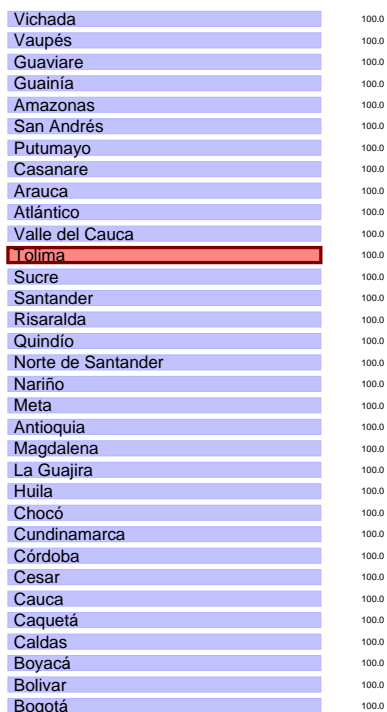 Vichada 100.0
Vaupés 100.0
Guaviare 100.0
Guainía 100.0
Amazonas 100.0
San Andrés 100.0
Putumayo 100.0
Casanare 100.0
Arauca 100.0
Atlántico 100.0
Valle del Cauca 100.0
Tolima 100.0
Sucre 100.0
Santander 100.0
Risaralda 100.0
Quindío 100.0
Norte de Santander 100.0
Nariño 100.0
Meta 100.0
Antioquia 100.0
Magdalena 100.0
La Guajira 100.0
Huila 100.0
Chocó 100.0
Cundinamarca 100.0
Córdoba 100.0
Cesar 100.0
Cauca 100.0
Caquetá 100.0
Caldas 100.0
Boyacá 100.0
Bolivar 100.0
Bogotá 100.0